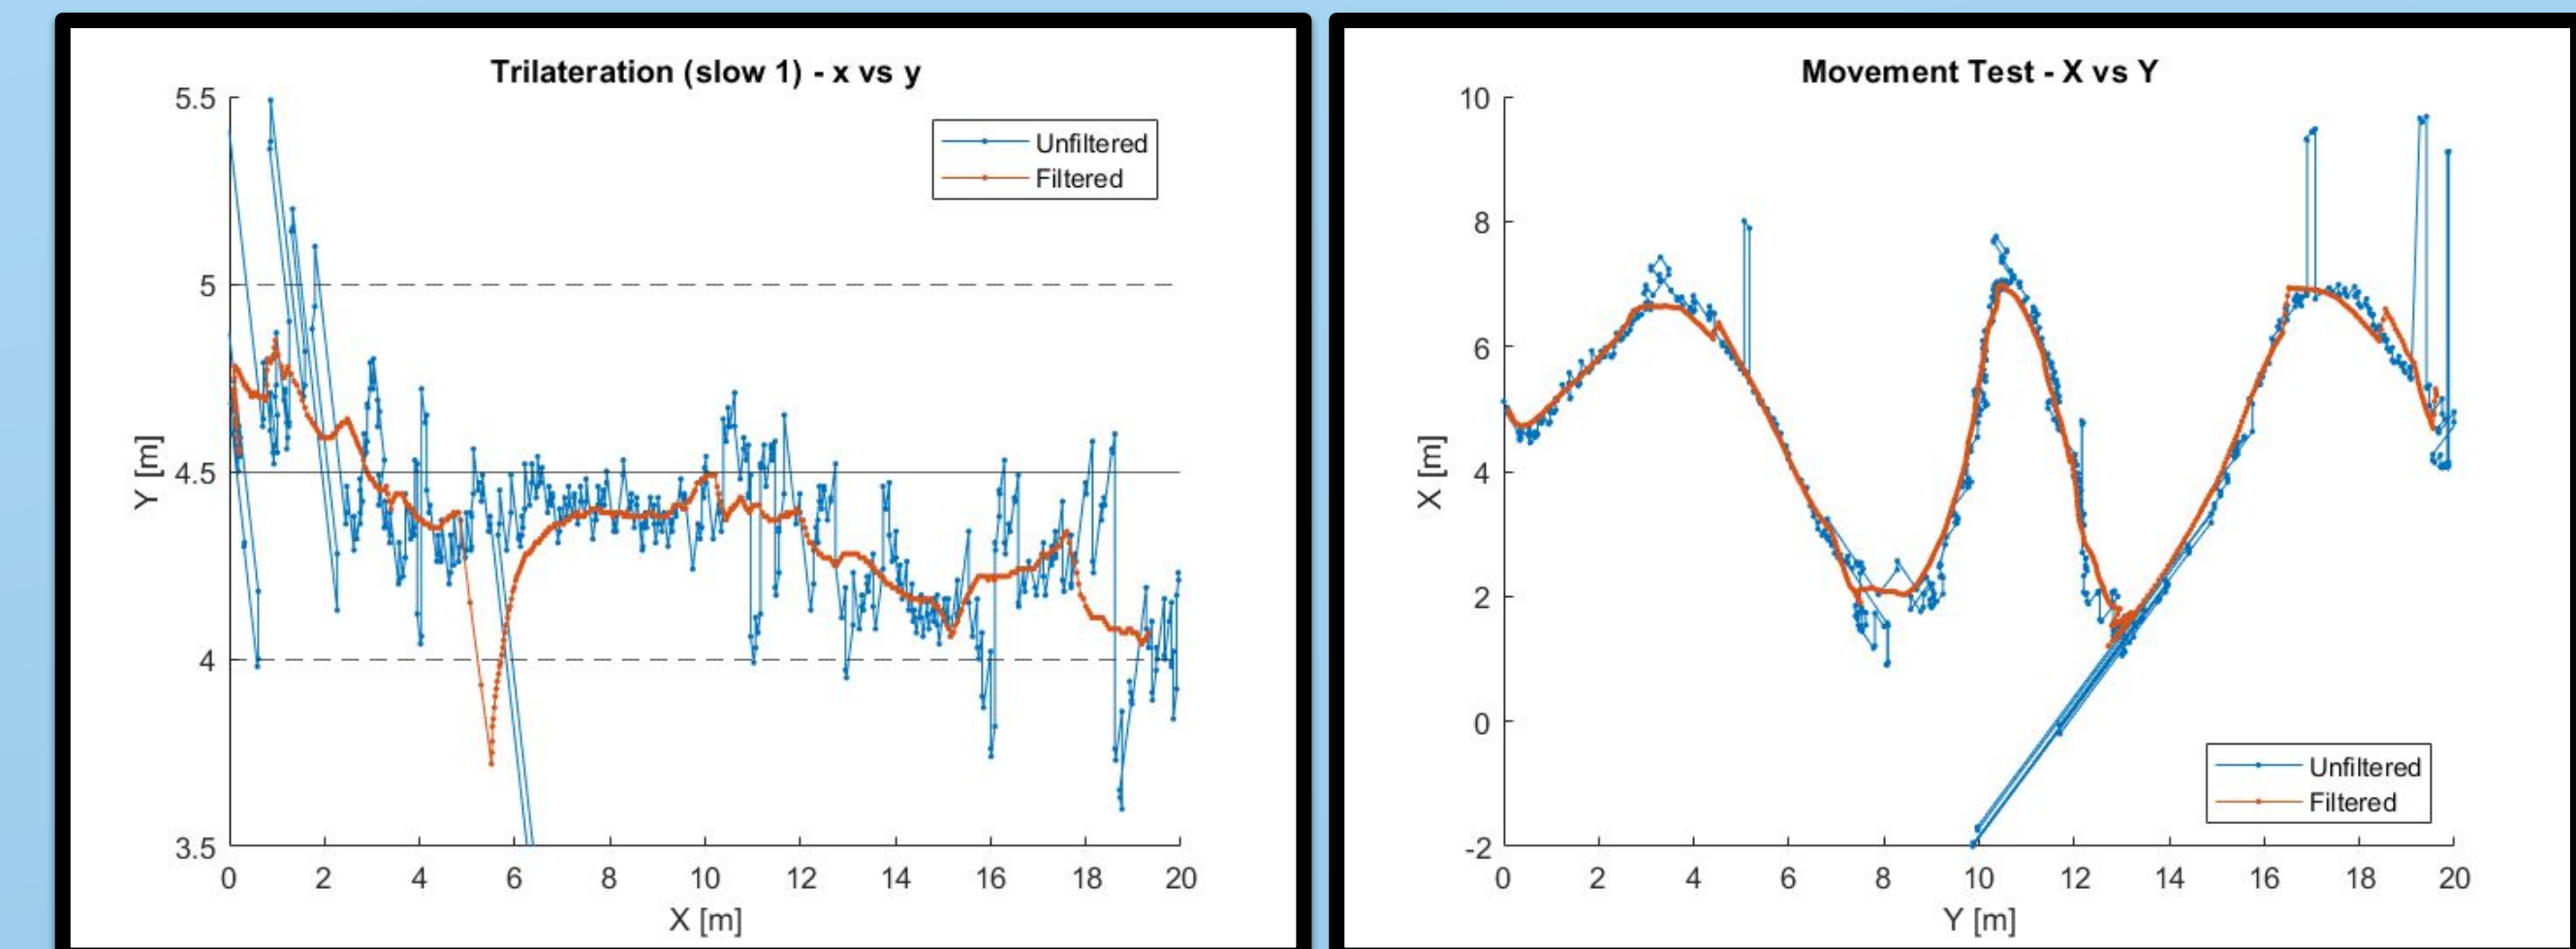 Trilateration (slow 1) - x vs y
5.5
5
4.5
4
3.5
Y [m]
Unfiltered
Filtered
0 2 4 6 8 10 12 14 16 18 20
X [m]
Movement Test - X vs Y
10
8
6
4
2
0
-2
X [m]
Unfiltered
Filtered
0 2 4 6 8 10 12 14 16 18 20
Y [m]